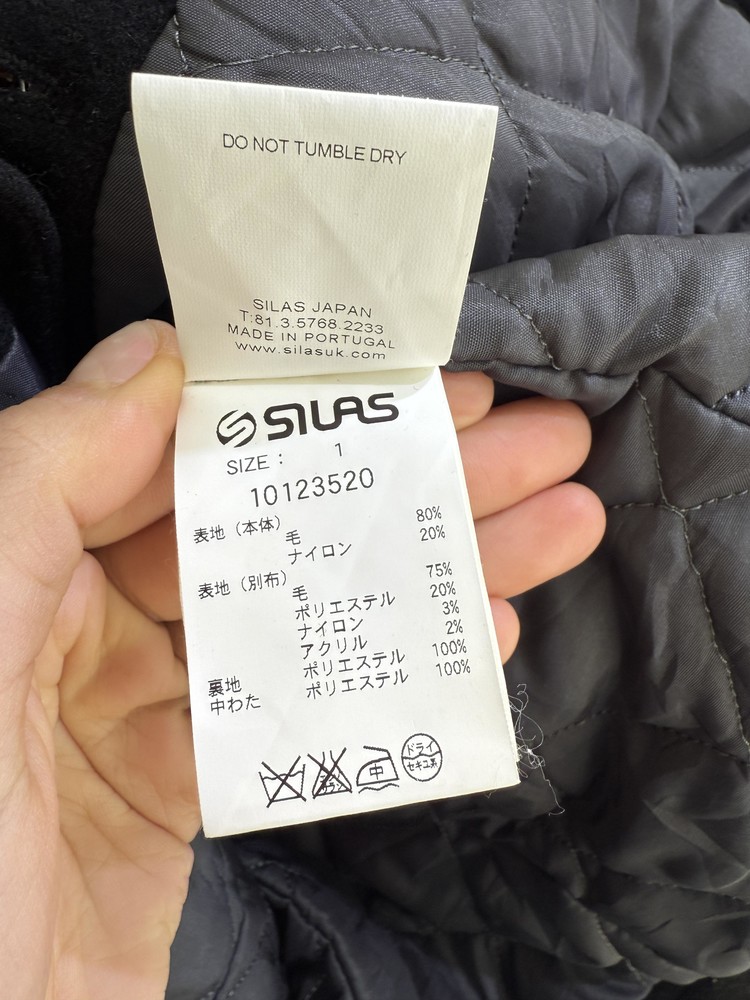 DO NOT TUMBLE DRY
SILAS JAPAN
T:81.3.5768.2233
MADE IN PORTUGAL
www.silasuk.com
SILAS
SIZE : 1
10123520
表地 (本体) 毛 80%
ナイロン 20%
表地 (別布) 毛 75%
ポリエステル 20%
ナイロン 3%
アクリル 2%
裏地 ポリエステル 100%
中わた ポリエステル 100%
中
ドライ
セキユ系